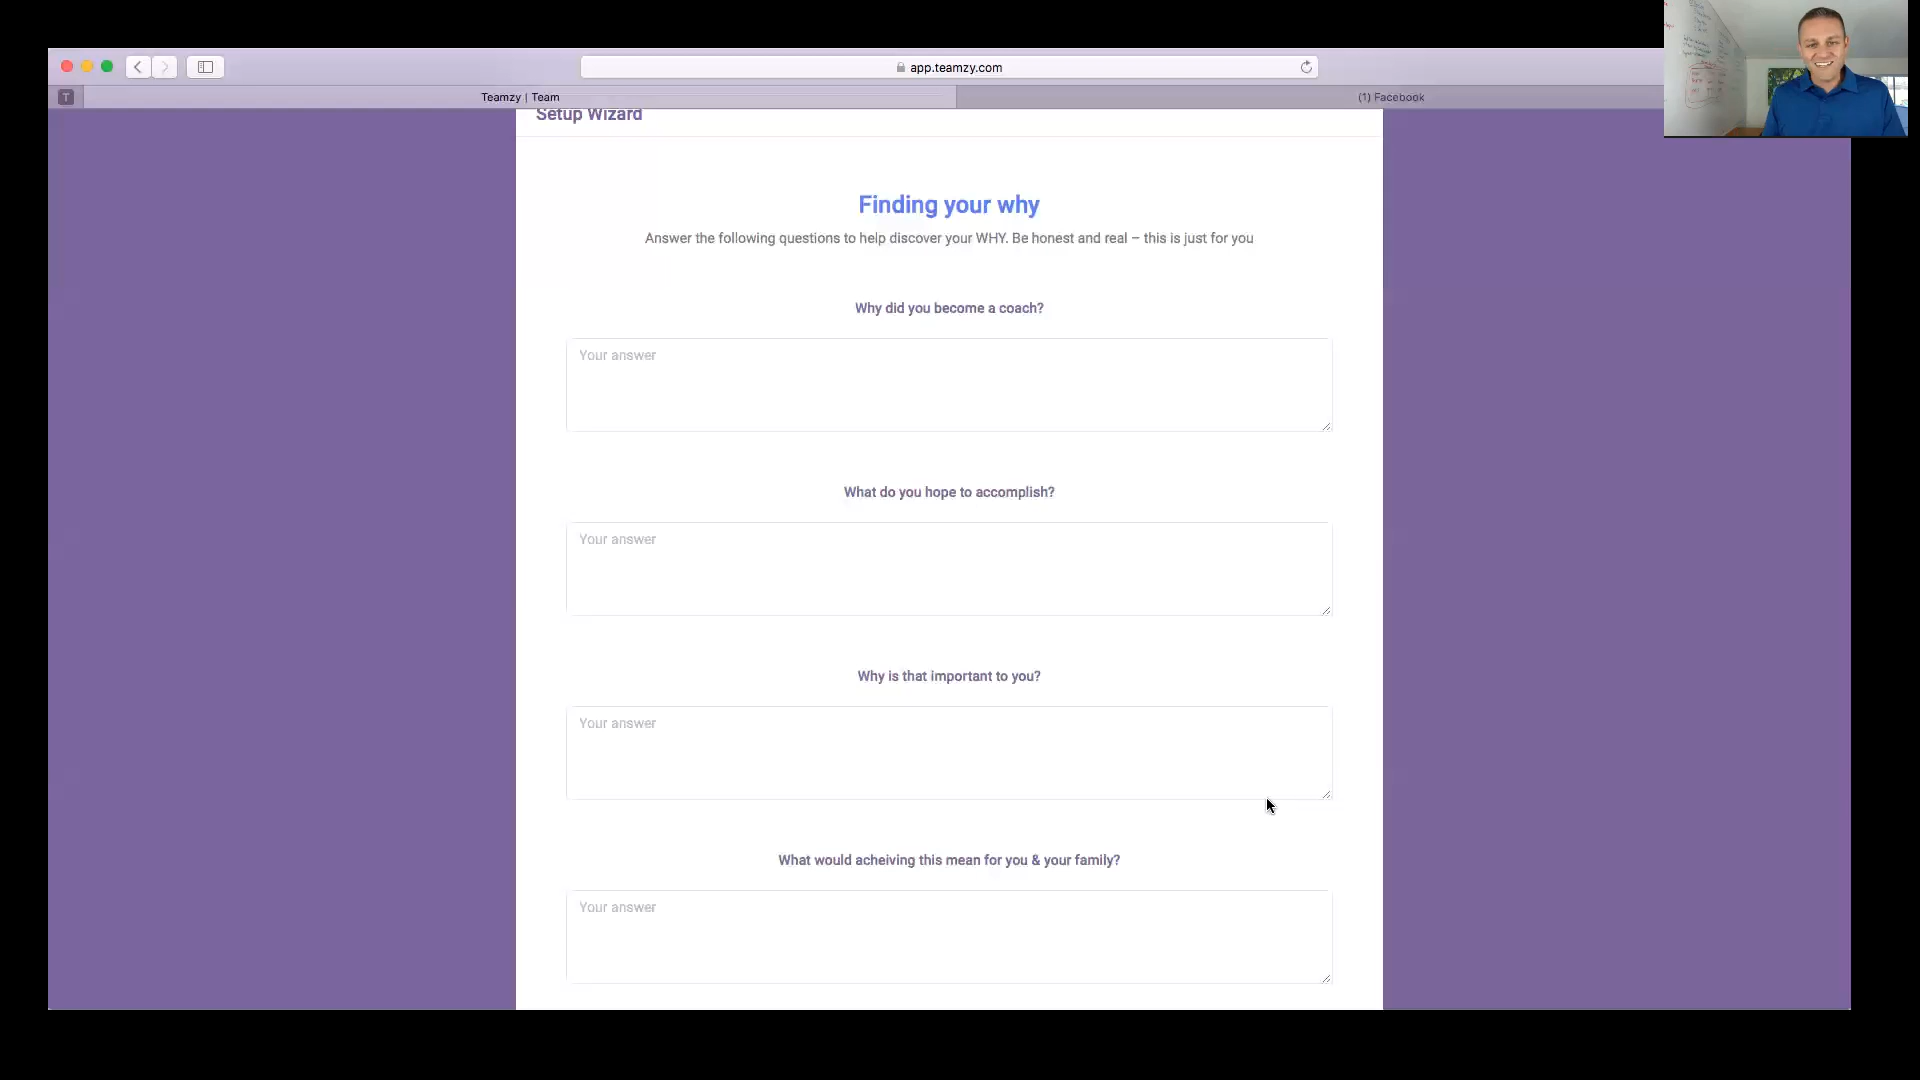 app.teamzy.com
T
Teamzy | Team
(1) Facebook
Setup Wizard
Finding your why
Answer the following questions to help discover your WHY. Be honest and real – this is just for you
Why did you become a coach?
Your answer
What do you hope to accomplish?
Your answer
Why is that important to you?
Your answer
What would acheiving this mean for you & your family?
Your answer